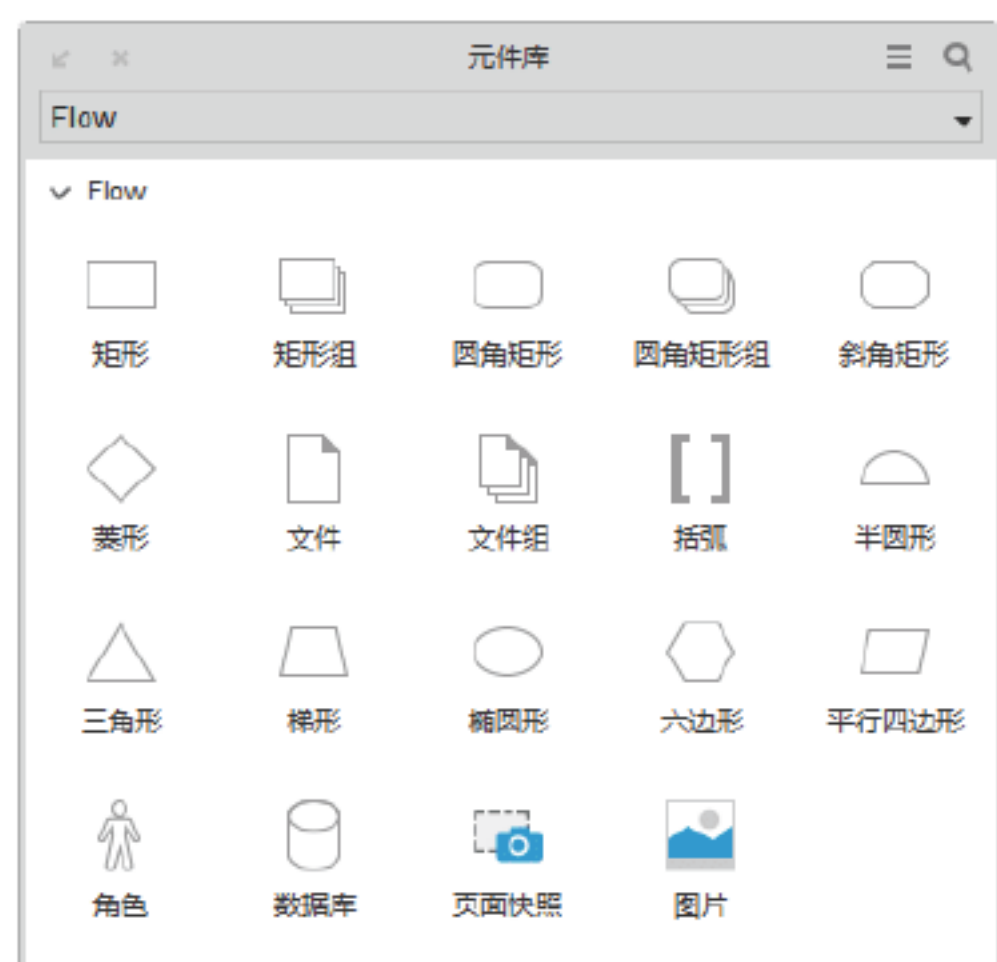 元件库
Flow
Flow
矩形 矩形组 圆角矩形 圆角矩形组 斜角矩形
菱形 文件 文件组 括弧 半圆形
三角形 梯形 椭圆形 六边形 平行四边形
角色 数据库 页面快照 图片